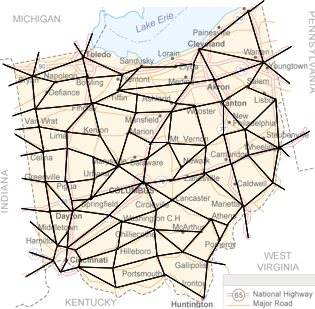 MICHIGAN
Lake Erie
Painesville
PENNSYLVANIA
Toledo
Cleveland
Sandusky
Lorain
Elyria
Warren
Youngstown
90
Napoleon
Bowling
Fremont
Akron
Salem
Defiance
Tiffin
Ashland
Canton
Lisbon
Wooster
New
Philadelphia
Van Wrat
Mansfield
Lima
Kenton
Marion
Mt. Vernon
Steubenville
Wheeling
Celina
Delaware
Newark
Cambridge
Greenville
Urbana
Piqua
COLUMBUS
Zanesville
Caldwell
INDIANA
Springfield
Circleville
Lancaster
Marietta
Dayton
Washington C.H
Athens
Middletown
McArthur
Hamilton
Chillicothe
Pomeroy
Hillboro
Cincinnati
Gallipolis
WEST
VIRGINIA
Portsmouth
Ironton
KENTUCKY
Huntington
65 National Highway
Major Road